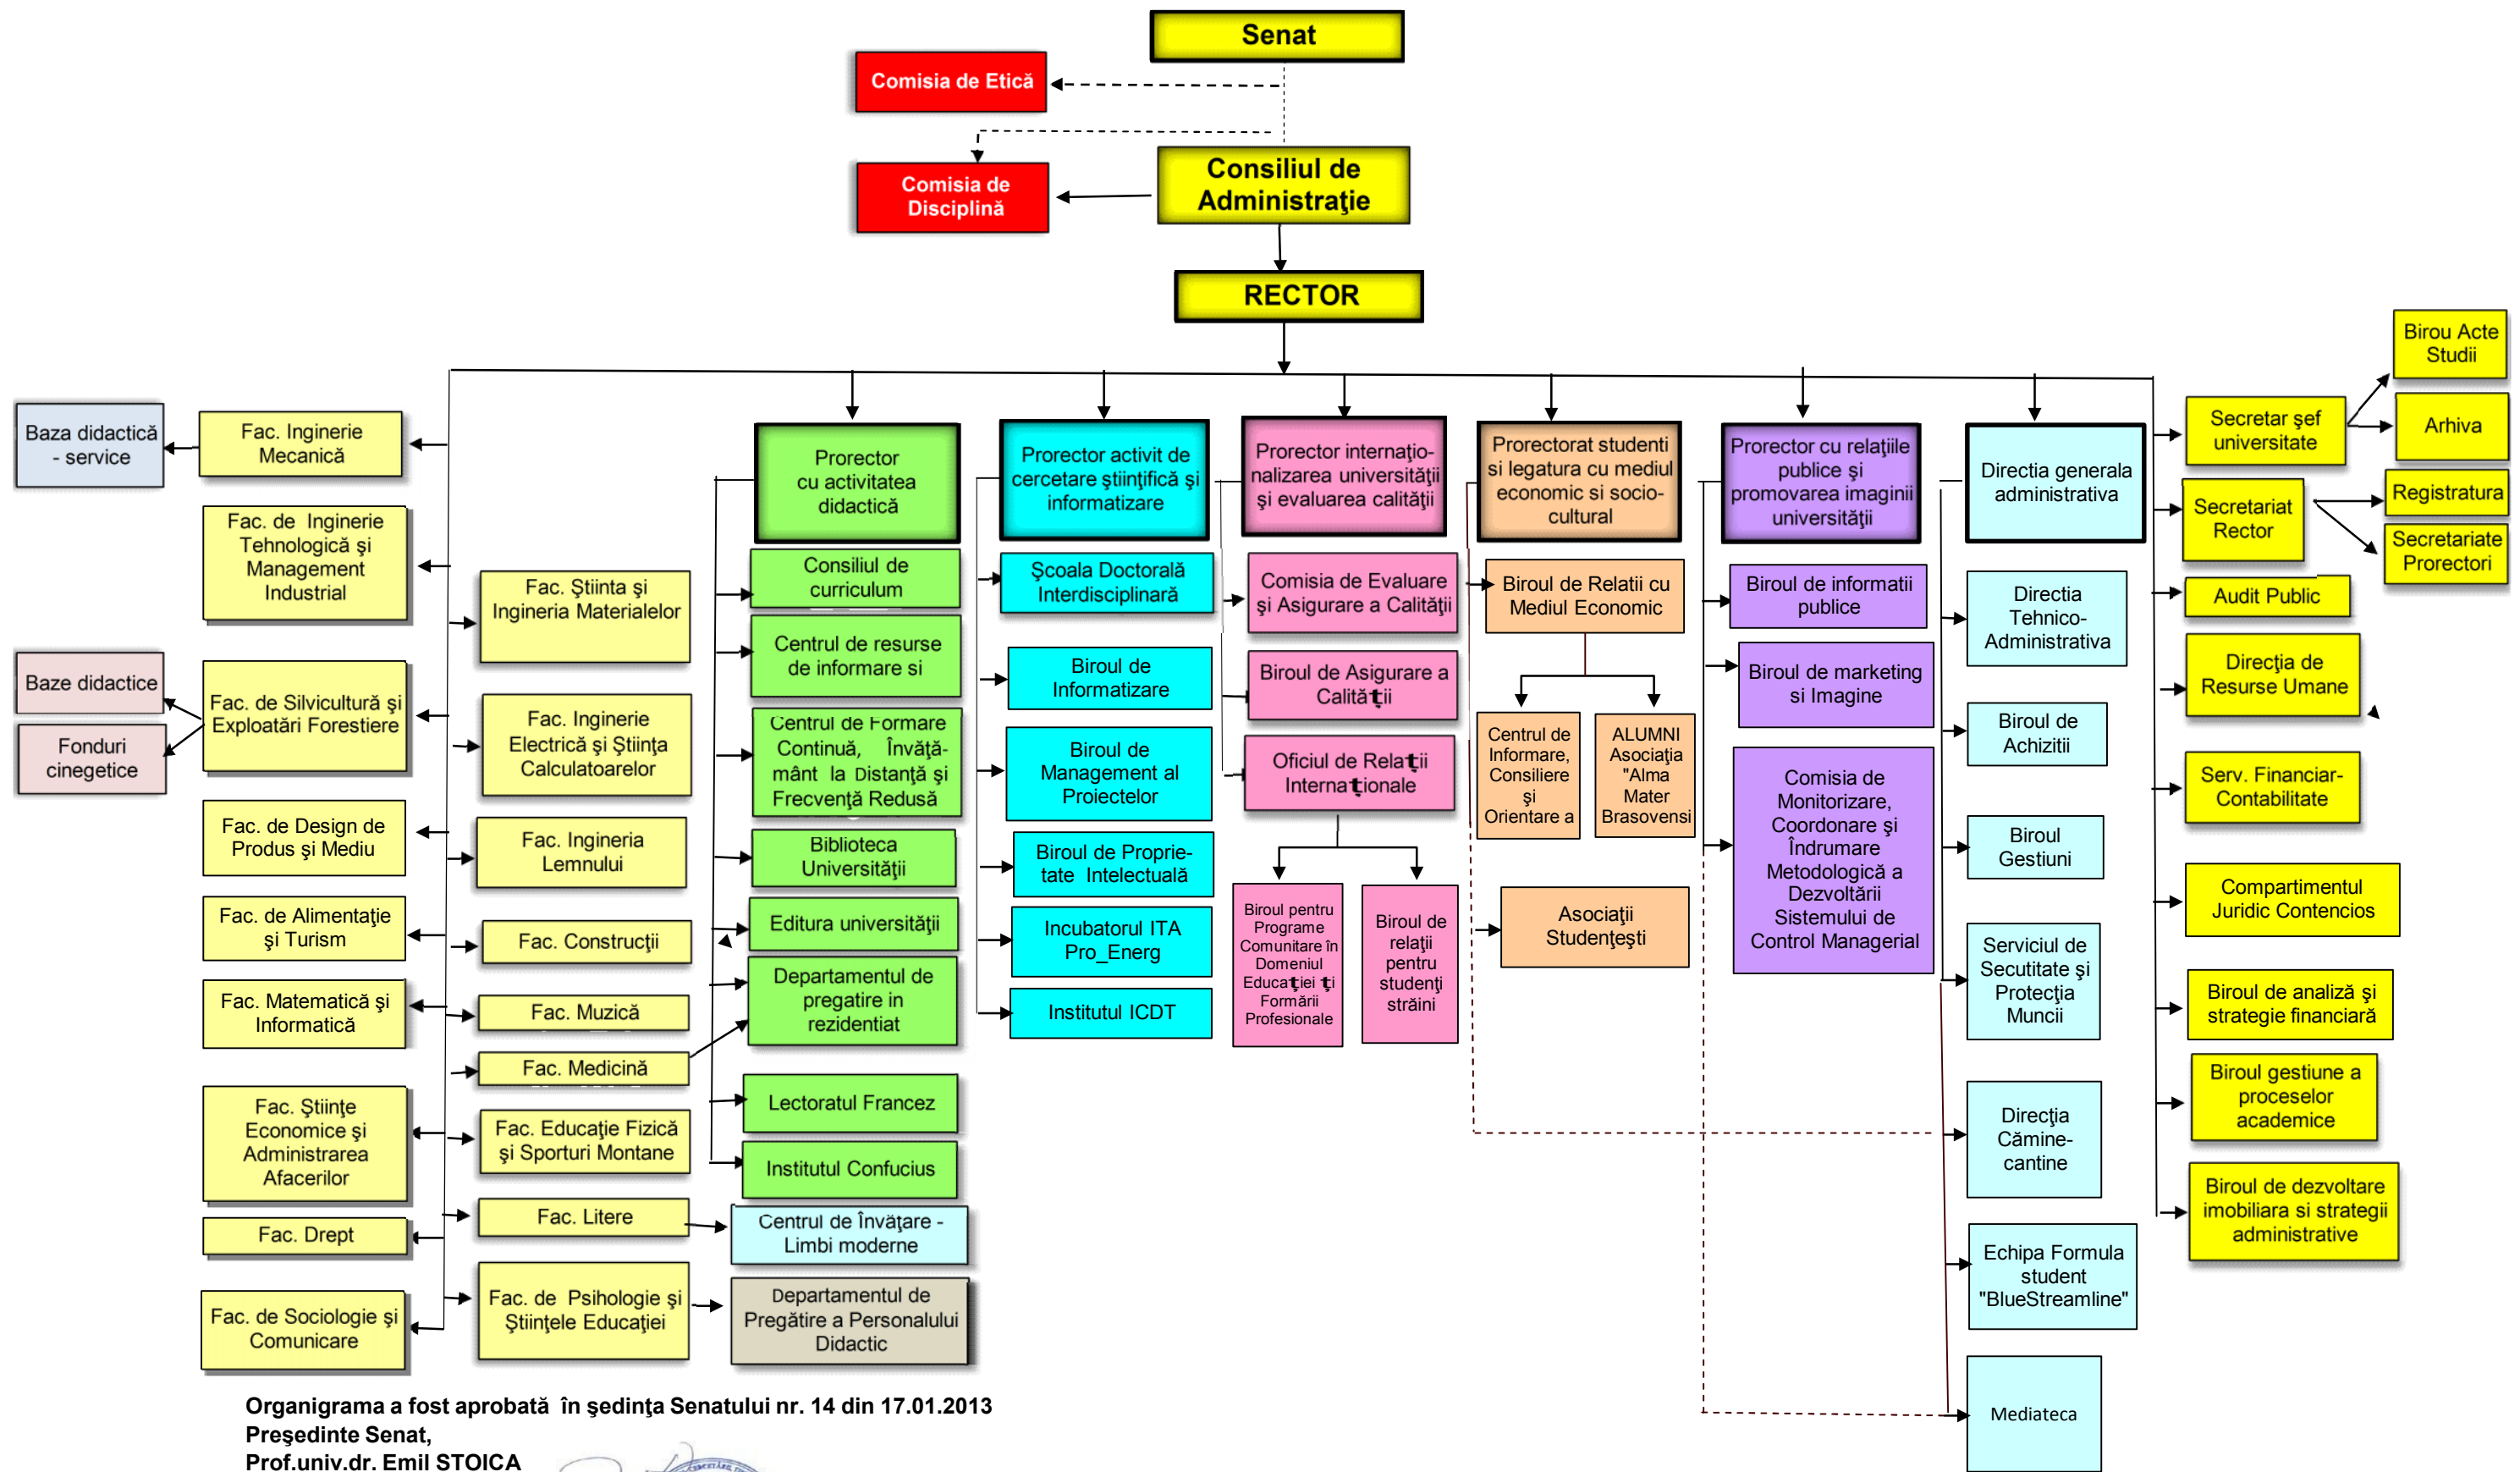 Senat
Comisia de Etică
Consiliul de
Administraţie
Comisia de
Disciplină
RECTOR
Baza didactică
- service
Fac. Inginerie
Mecanică
Fac. de Inginerie
Tehnologică şi
Management
Industrial
Baze didactice
Fonduri
cinegetice
Fac. de Silvicultură şi
Exploatări Forestiere
Fac. de Design de
Produs şi Mediu
Fac. de Alimentaţie
şi Turism
Fac. Matematică şi
Informatică
Fac. Ştiinţe
Economice şi
Administrarea
Afacerilor
Fac. Drept
Fac. de Sociologie şi
Comunicare
Fac. Ştiinta şi
Ingineria Materialelor
Fac. Inginerie
Electrică şi Ştiinţa
Calculatoarelor
Fac. Ingineria
Lemnului
Fac. Construcţii
Fac. Muzică
Fac. Medicină
Fac. Educaţie Fizică
şi Sporturi Montane
Fac. Litere
Fac. de Psihologie şi
Ştiinţele Educaţiei
Prorector
cu activitatea
didactică
Consiliul de
curriculum
Centrul de resurse
de informare si
Centrul de Formare
Continuă, Învăţă-
mânt la Distanţă şi
Frecvenţă Redusă
Biblioteca
Universităţii
Editura universităţii
Departamentul de
pregatire in
rezidentiat
Lectoratul Francez
Institutul Confucius
Centrul de Învăţare -
Limbi moderne
Departamentul de
Pregătire a Personalului
Didactic
Prorector activit de
cercetare ştiinţifică şi
informatizare
Şcoala Doctorală
Interdisciplinară
Biroul de
Informatizare
Biroul de
Management al
Proiectelor
Biroul de Proprie-
tate Intelectuală
Incubatorul ITA
Pro_Energ
Institutul ICDT
Prorector internaţio-
nalizarea universităţii
şi evaluarea calităţii
Comisia de Evaluare
şi Asigurare a Calităţii
Biroul de Asigurare a
Calităţii
Oficiul de Relaţii
Internaţionale
Biroul pentru
Programe
Comunitare în
Domeniul
Educaţiei ţi
Formării
Profesionale
Biroul de
relaţii
pentru
studenţi
străini
Prorectorat studenti
si legatura cu mediul
economic si socio-
cultural
Biroul de Relatii cu
Mediul Economic
Centrul de
Informare,
Consiliere
şi
Orientare a
ALUMNI
Asociaţia
"Alma
Mater
Brasovensi
Asociaţii
Studenţeşti
Prorector cu relaţiile
publice şi
promovarea imaginii
universităţii
Biroul de informatii
publice
Biroul de marketing
si Imagine
Comisia de
Monitorizare,
Coordonare şi
Îndrumare
Metodologică a
Dezvoltării
Sistemului de
Control Managerial
Directia generala
administrativa
Directia
Tehnico-
Administrativa
Biroul de
Achizitii
Biroul
Gestiuni
Serviciul de
Secutitate şi
Protecţia
Muncii
Direcţia
Cămine-
cantine
Echipa Formula
student
"BlueStreamline"
Mediateca
Secretar şef
universitate
Birou Acte
Studii
Arhiva
Secretariat
Rector
Registratura
Secretariate
Prorectori
Audit Public
Direcţia de
Resurse Umane
Serv. Financiar-
Contabilitate
Compartimentul
Juridic Contencios
Biroul de analiză şi
strategie financiară
Biroul gestiune a
proceselor
academice
Biroul de dezvoltare
imobiliara si strategii
administrative
Organigrama a fost aprobată în şedinţa Senatului nr. 14 din 17.01.2013
Preşedinte Senat,
Prof.univ.dr. Emil STOICA